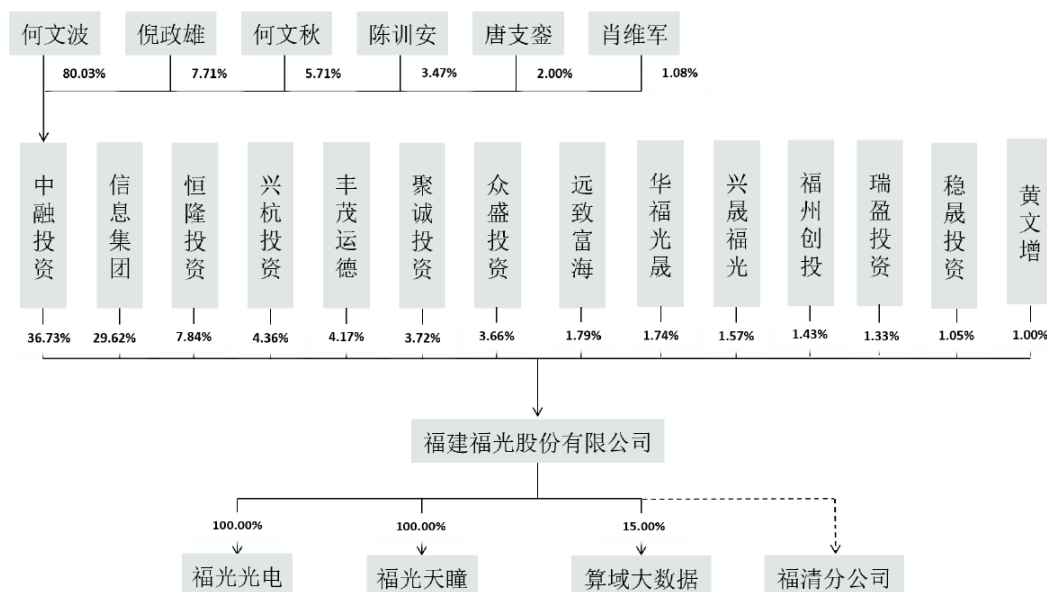 何文波
倪政雄
何文秋
陈训安
唐支銮
肖维军
80.03%
7.71%
5.71%
3.47%
2.00%
1.08%
中融投资
信息集团
恒隆投资
兴杭投资
丰茂运德
聚诚投资
众盛投资
远致富海
华福光晟
兴晟福光
福州创投
瑞盈投资
稳晟投资
黄文增
36.73%
29.62%
7.84%
4.36%
4.17%
3.72%
3.66%
1.79%
1.74%
1.57%
1.43%
1.33%
1.05%
1.00%
福建福光股份有限公司
100.00%
100.00%
15.00%
福光光电
福光天瞳
算域大数据
福清分公司